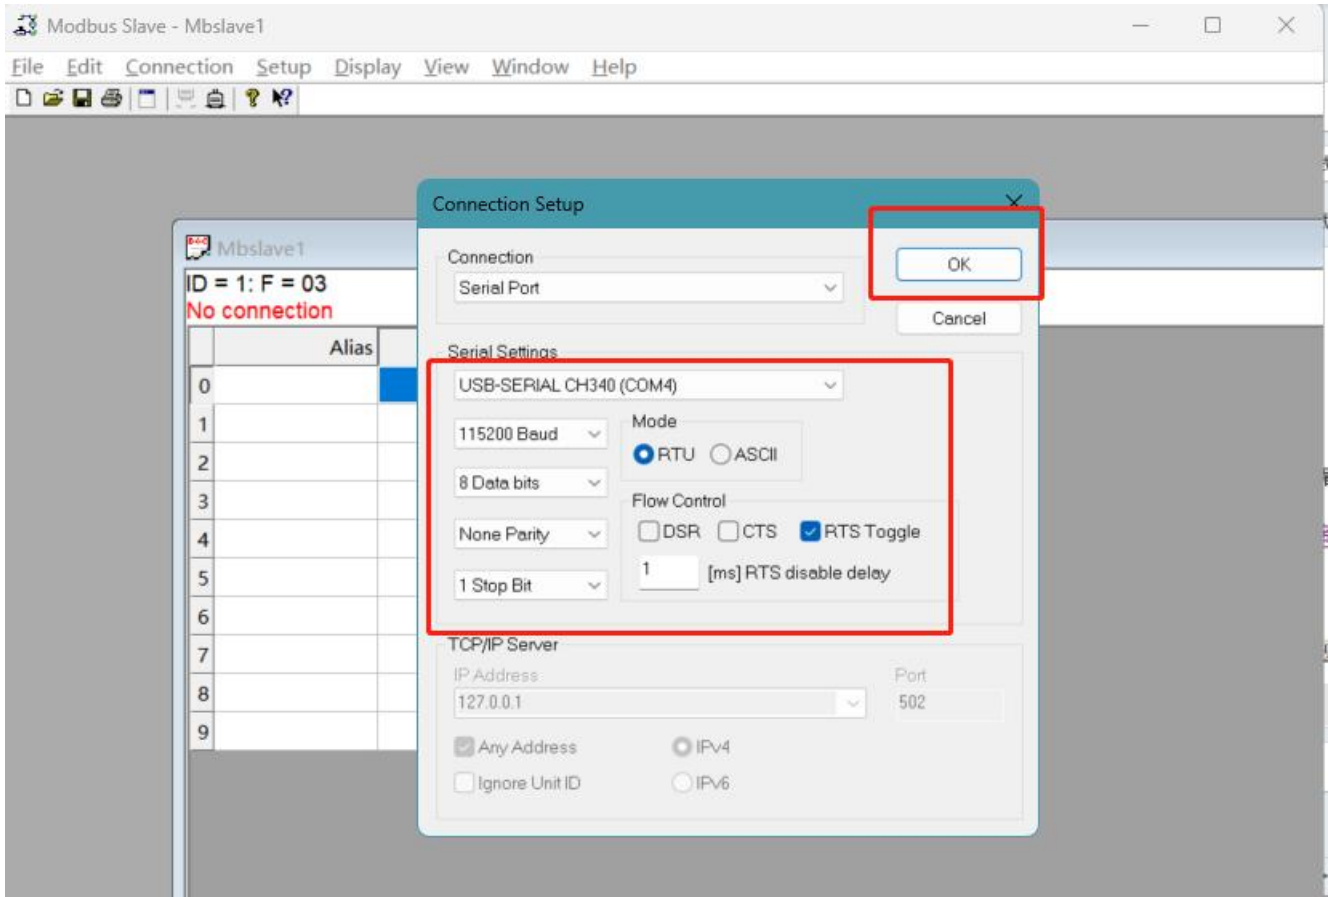 Modbus Slave - Mbslave1
File Edit Connection Setup Display View Window Help
Connection Setup
Mbslave1
ID = 1: F = 03
No connection
Alias
0
1
2
3
4
5
6
7
8
9
Connection
Serial Port
OK
Cancel
Serial Settings
USB-SERIAL CH340 (COM4)
115200 Baud
8 Data bits
None Parity
1 Stop Bit
Mode
RTU ASCII
Flow Control
DSR CTS RTS Toggle
1 [ms] RTS disable delay
TCP/IP Server
IP Address Port
127.0.0.1 502
Any Address IPv4
Ignore Unit ID IPv6